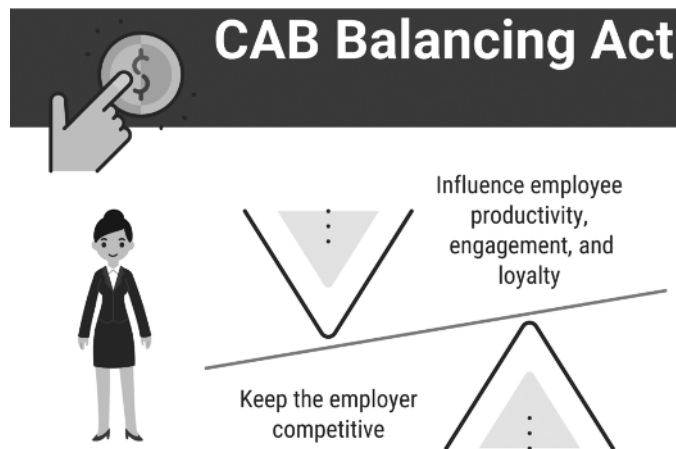 CAB Balancing Act
$
Influence employee
productivity,
engagement, and
loyalty
Keep the employer
competitive